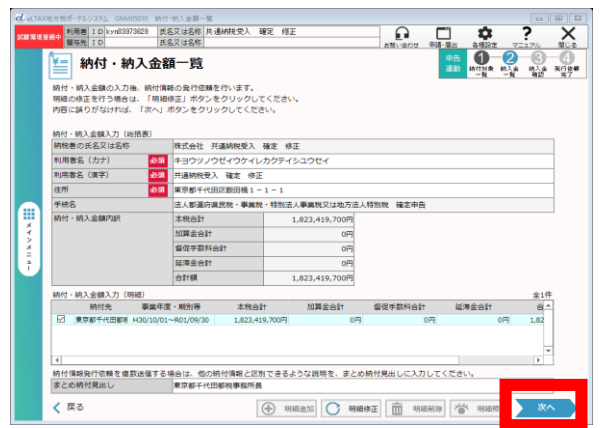 eLTAX地方税ポータルシステム GNM05010 納付・納入金額一覧
試験環境接続中
利用者ID kyn83973628 氏名又は名称 共通納税受入 確定 修正
関与先ID 氏名又は名称
お問い合わせ 申請・届出 各種設定 マニュアル 閉じる
納付・納入金額一覧
申告連動
1 納付対象一覧
2 納入金一覧
3 納入金確認
4 発行依頼完了
納付・納入金額の入力後、納付情報の発行依頼を行います。
明細の修正を行う場合は、「明細修正」ボタンをクリックしてください。
内容に誤りがなければ、「次へ」ボタンをクリックしてください。
納付・納入金額入力(総括表)
納税者の氏名又は名称 株式会社 共通納税受入 確定 修正
利用者名(カナ) 必須 キヨウツノウゼイウケイレカクテイシユウセイ
利用者名(漢字) 必須 共通納税受入 確定 修正
住所 必須 東京都千代田区飯田橋1-1-1
手続名 法人都道府県民税・事業税・特別法人事業税又は地方法人特別税 確定申告
納付・納入金額内訳 本税合計 1,823,419,700円
加算金合計 0円
督促手数料合計 0円
延滞金合計 0円
合計額 1,823,419,700円
納付・納入金額入力(明細) 全1件
納付先 事業年度・期別等 本税合計 加算金合計 督促手数料合計 延滞金合計 合
東京都千代田都税 H30/10/01~R01/09/30 1,823,419,700円 0円 0円 0円 1,82
納付情報発行依頼を複数送信する場合は、他の納付情報と区別できるような説明を、まとめ納付見出しに入力してください。
まとめ納付見出し 東京都千代田都税事務所長
メインメニュー
戻る 明細追加 明細修正 明細削除 明細 次へ